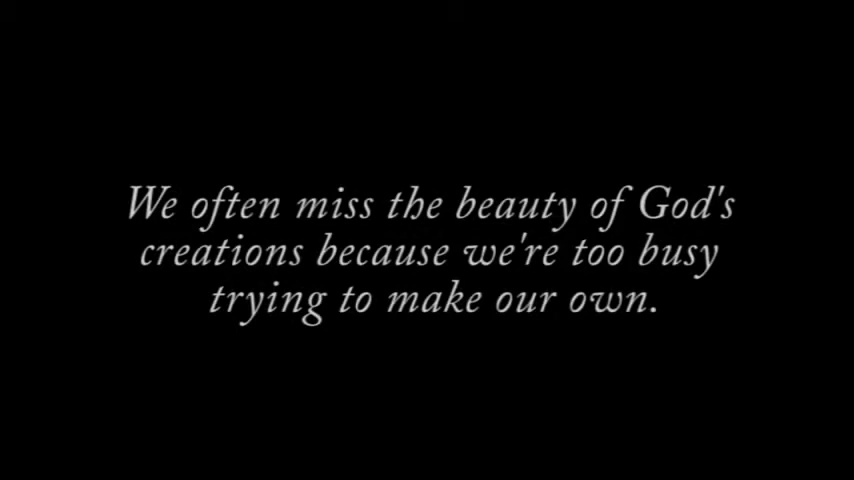 We often miss the beauty of God's
creations because we're too busy
trying to make our own.